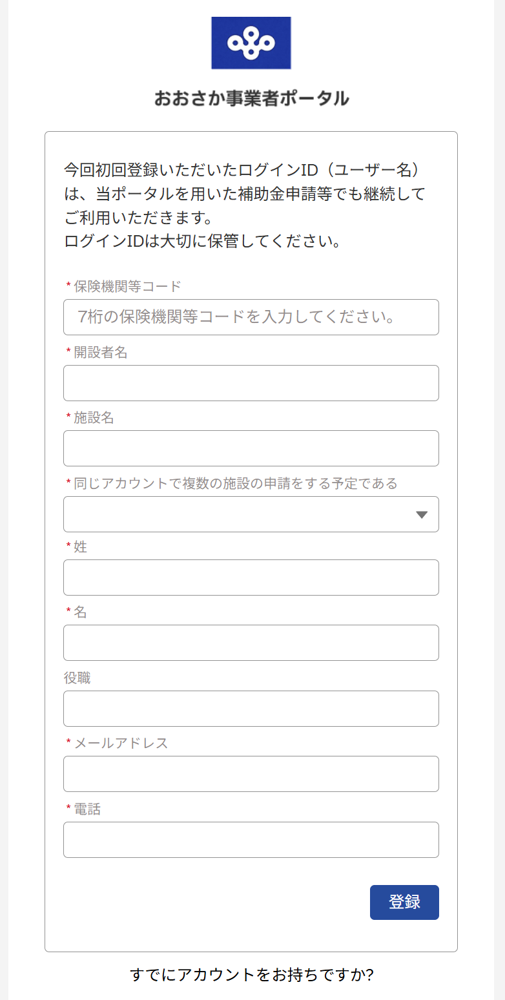 おおさか事業者ポータル
今回初回登録いただいたログインID（ユーザー名）
は、当ポータルを用いた補助金申請等でも継続して
ご利用いただきます。
ログインIDは大切に保管してください。
* 保険機関等コード
7桁の保険機関等コードを入力してください。
* 開設者名
* 施設名
* 同じアカウントで複数の施設の申請をする予定である
* 姓
* 名
役職
* メールアドレス
* 電話
登録
すでにアカウントをお持ちですか?